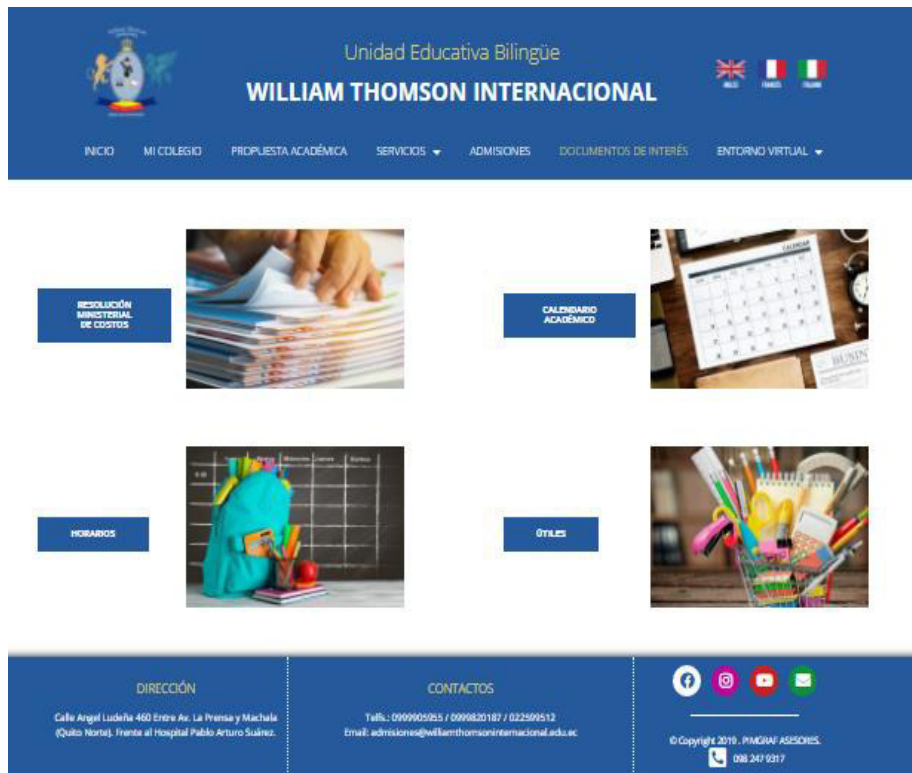 Unidad Educativa Bilingüe
WILLIAM THOMSON INTERNACIONAL
INICIO MI COLEGIO PROPUESTA ACADÉMICA SERVICIOS ADMISIONES DOCUMENTOS DE INTERÉS ENTORNO VIRTUAL
RESOLUCIÓN
MINISTERIAL
DE COSTOS
CALENDARIO
ACADÉMICO
CALENDAR
HORARIOS
ÚTILES
DIRECCIÓN
Calle Angel Ludeña 460 Entre Av. La Prensa y Machala
(Quito Norte). Frente al Hospital Pablo Arturo Suárez.
CONTACTOS
Telfs.: 0999905955 / 0999820187 / 022599512
Email: admisiones@williamthomsoninternacional.edu.ec
© Copyright 2019 . PIMGRAF ASESORES.
098 247 9317